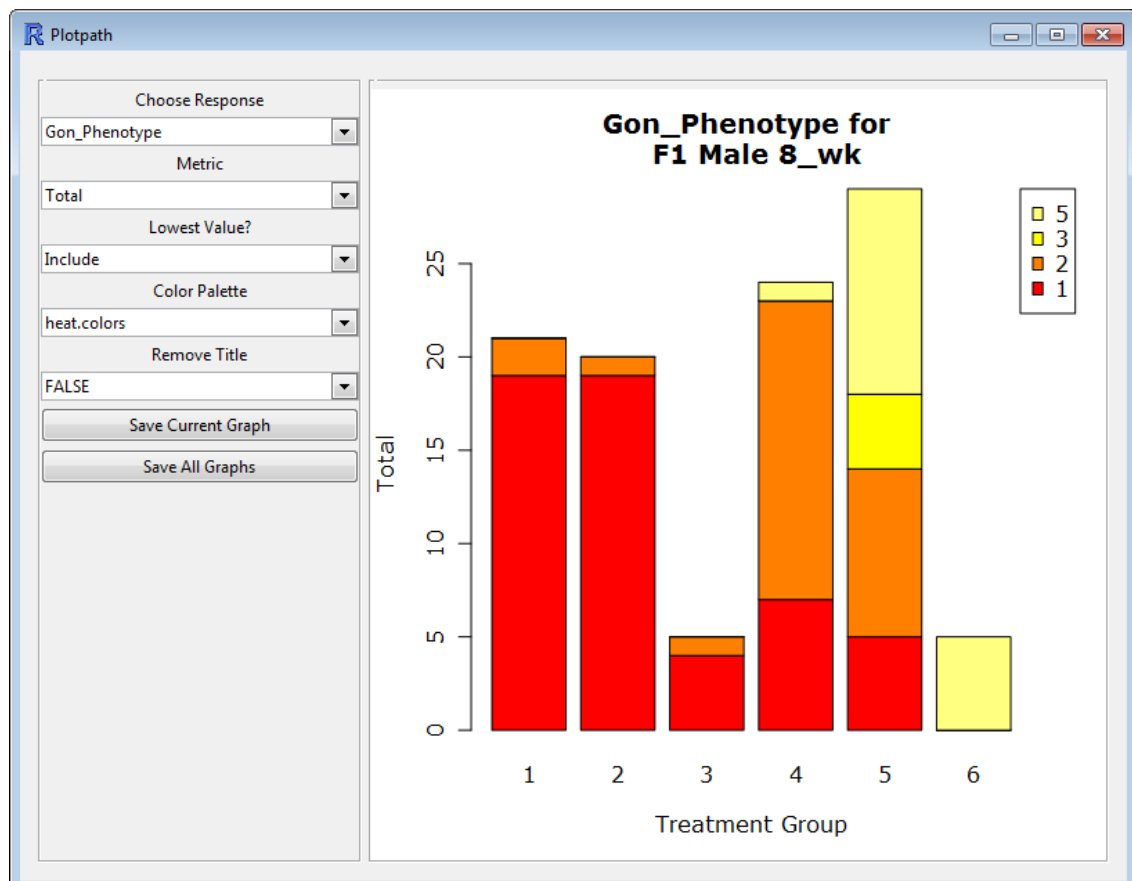 Plotpath
Choose Response
Gon_Phenotype
Metric
Total
Lowest Value?
Include
Color Palette
heat.colors
Remove Title
FALSE
Save Current Graph
Save All Graphs
Gon_Phenotype for
F1 Male 8_wk
5
3
2
1
25
20
15
10
5
0
Total
1 2 3 4 5 6
Treatment Group